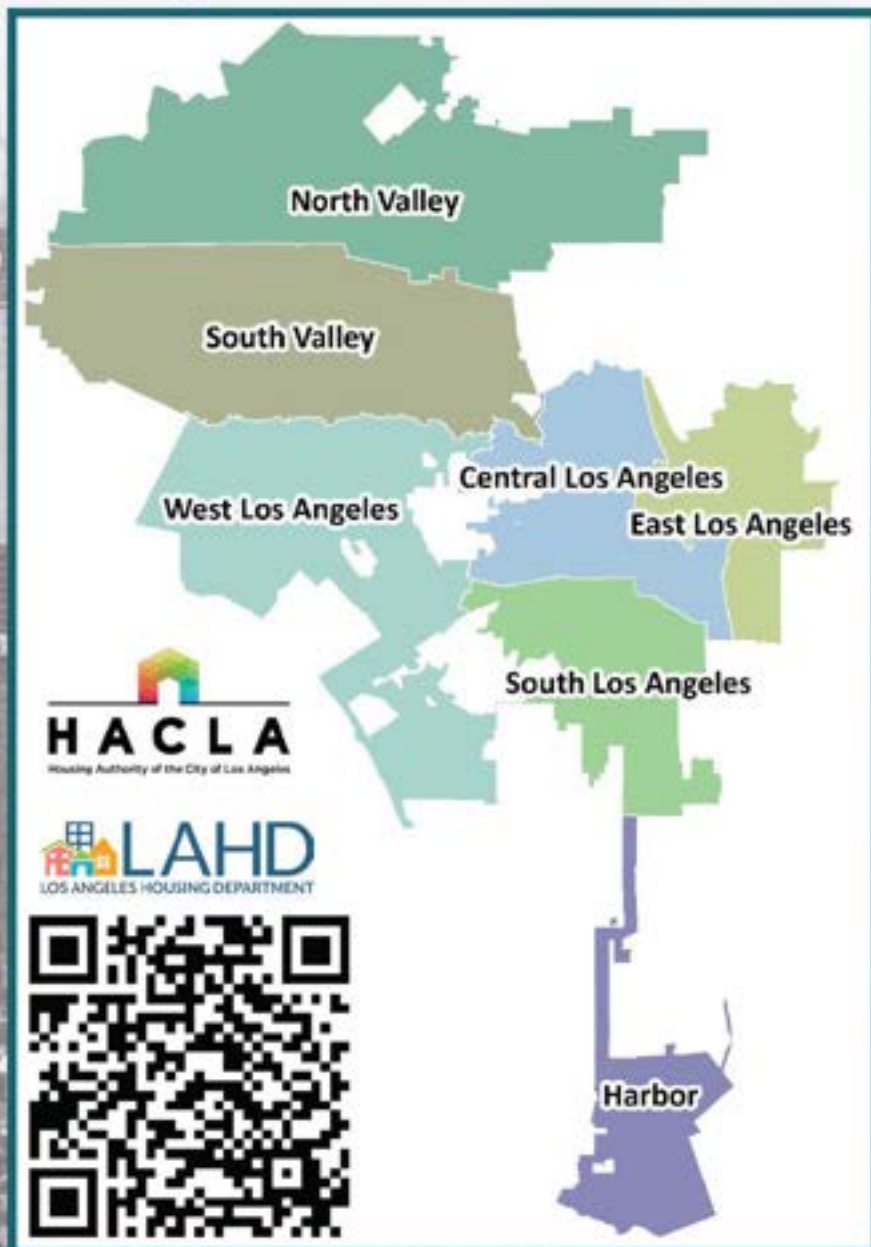 North Valley
South Valley
Central Los Angeles
West Los Angeles
East Los Angeles
South Los Angeles
HACLA
Housing Authority of the City of Los Angeles
LAHD
LOS ANGELES HOUSING DEPARTMENT
Harbor